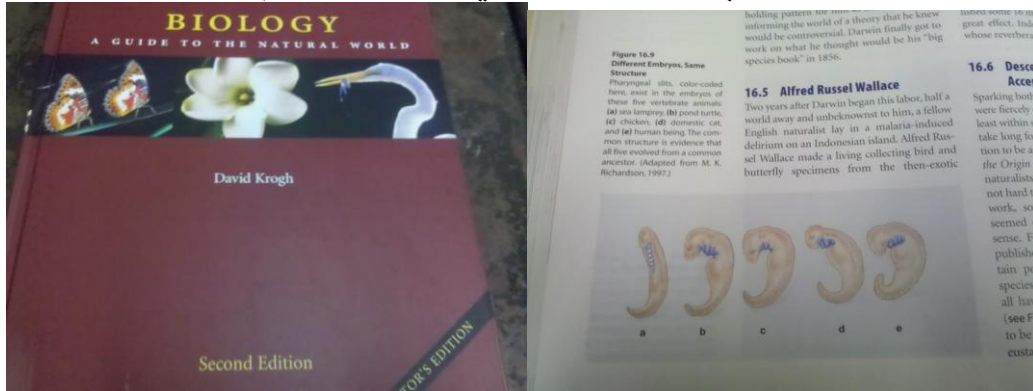 BIOLOGY
A GUIDE TO THE NATURAL WORLD
David Krogh
Second Edition
TOR'S EDITION
informing the world of a theory that he knew
would be controversial. Darwin finally got to
work on what he thought would be his "big
species book" in 1856.
Figure 16.9
Different Embryos, Same
Structure
Pharyngeal slits, color-coded
here, exist in the embryos of
these five vertebrate animals:
(a) sea lamprey, (b) pond turtle,
(c) chicken, (d) domestic cat,
and (e) human being. The com-
mon structure is evidence that
all five evolved from a common
ancestor. (Adapted from M. K.
Richardson, 1997.)
16.5 Alfred Russel Wallace
Two years after Darwin began this labor, half a
world away and unbeknownst to him, a fellow
English naturalist lay in a malaria-induced
delirium on an Indonesian island. Alfred Rus-
sel Wallace made a living collecting bird and
butterfly specimens from the then-exotic
a b c d e
great effect. Ind
whose reverbera
16.6 Desce
Acce
Sparking both
were fiercely
least within
take long fo
tion to be a
the Origin
naturalists
not hard t
work, so
seemed
sense. F
publish
tain p
species
all ha
(see F
to be
eusta